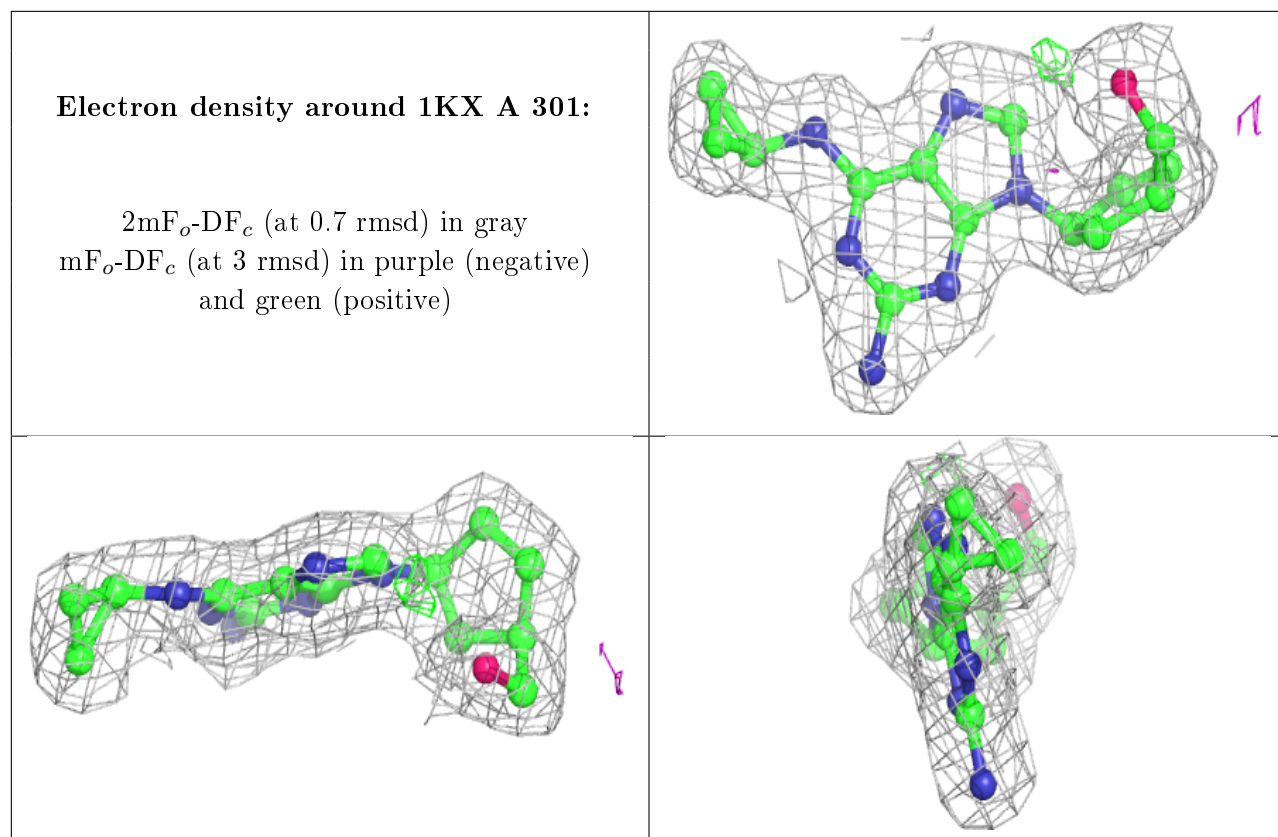 Electron density around 1KX A 301:
2mFₒ-DF𝒸 (at 0.7 rmsd) in gray
mFₒ-DF𝒸 (at 3 rmsd) in purple (negative)
and green (positive)